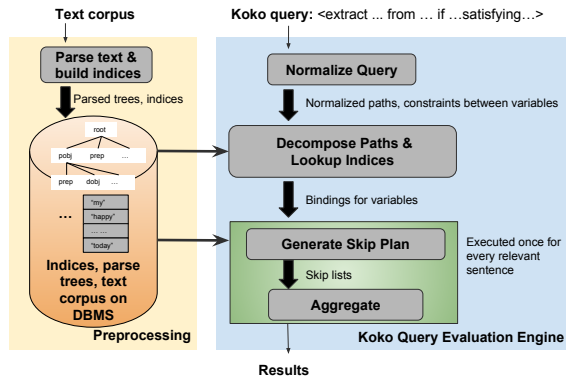 Text corpus
Parse text &
build indices
Parsed trees, indices
root
pobj prep ...
prep dobj ...
...
"my"
"happy"
... ...
"today"
Indices, parse
trees, text
corpus on
DBMS
Preprocessing
Koko query: <extract ... from ... if ...satisfying...>
Normalize Query
Normalized paths, constraints between variables
Decompose Paths &
Lookup Indices
Bindings for variables
Generate Skip Plan
Skip lists
Aggregate
Executed once for
every relevant
sentence
Koko Query Evaluation Engine
Results